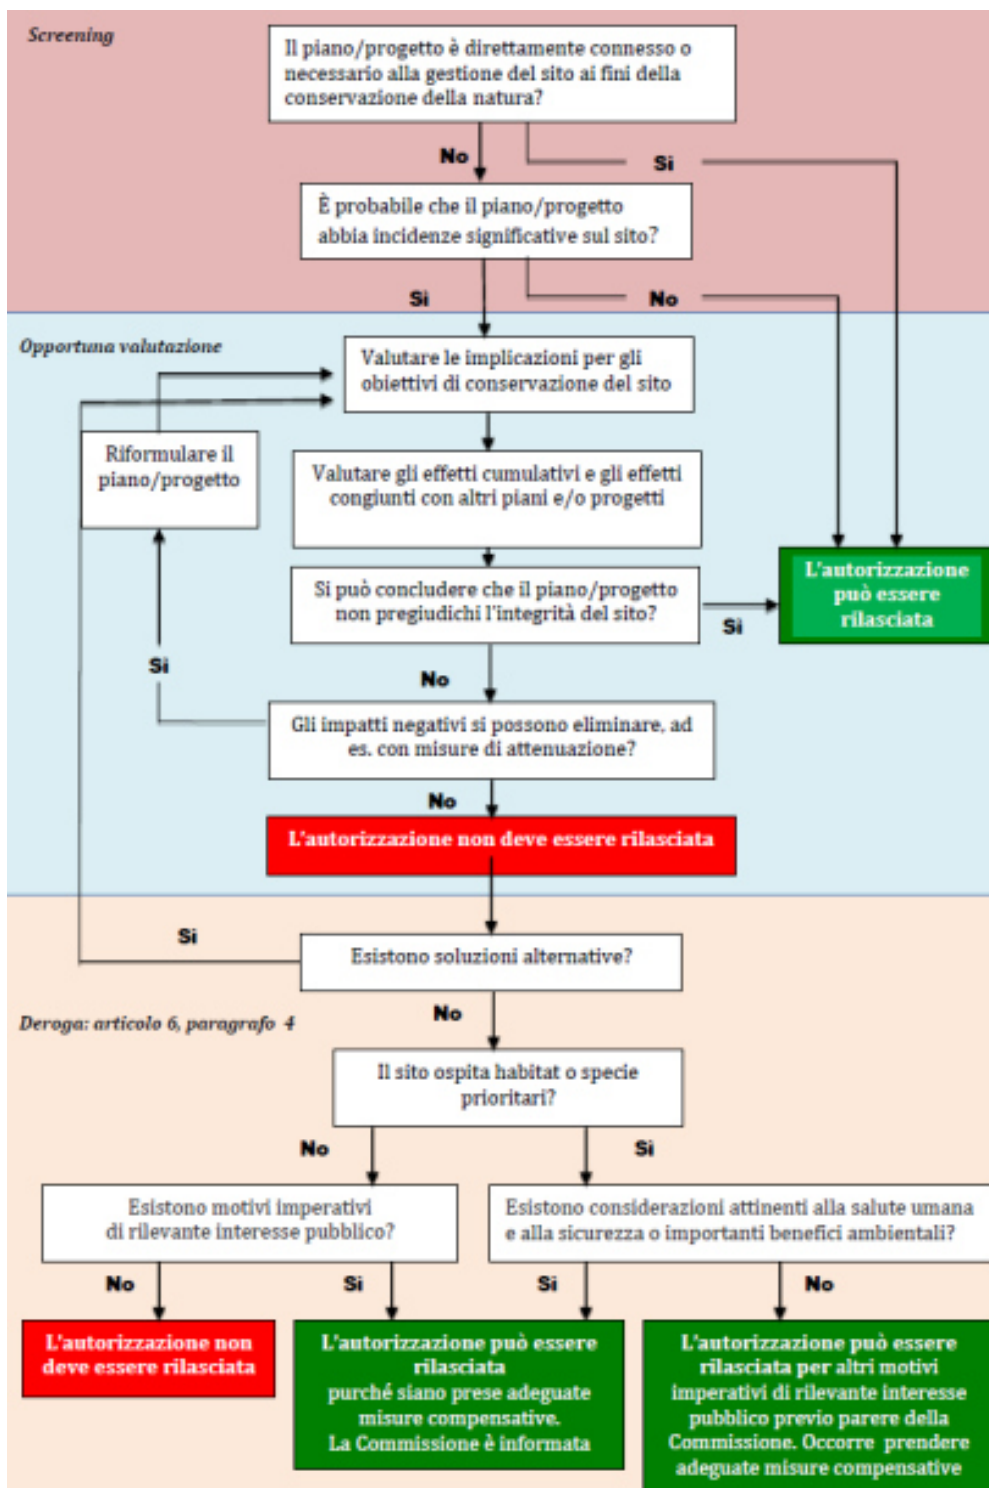 Screening
Il piano/progetto è direttamente connesso o
necessario alla gestione del sito ai fini della
conservazione della natura?
No
Sì
È probabile che il piano/progetto
abbia incidenze significative sul sito?
Sì
No
Opportuna valutazione
Valutare le implicazioni per gli
obiettivi di conservazione del sito
Riformulare il
piano/progetto
Valutare gli effetti cumulativi e gli effetti
congiunti con altri piani e/o progetti
L'autorizzazione
può essere
rilasciata
Si può concludere che il piano/progetto
non pregiudichi l'integrità del sito?
Sì
Sì
No
Gli impatti negativi si possono eliminare, ad
es. con misure di attenuazione?
No
L'autorizzazione non deve essere rilasciata
Sì
Esistono soluzioni alternative?
No
Deroga: articolo 6, paragrafo 4
Il sito ospita habitat o specie
prioritari?
No
Sì
Esistono motivi imperativi
di rilevante interesse pubblico?
Esistono considerazioni attinenti alla salute umana
e alla sicurezza o importanti benefici ambientali?
No
Sì
Sì
No
L'autorizzazione non
deve essere rilasciata
L'autorizzazione può essere
rilasciata
purché siano prese adeguate
misure compensative.
La Commissione è informata
L'autorizzazione può essere
rilasciata per altri motivi
imperativi di rilevante interesse
pubblico previo parere della
Commissione. Occorre prendere
adeguate misure compensative